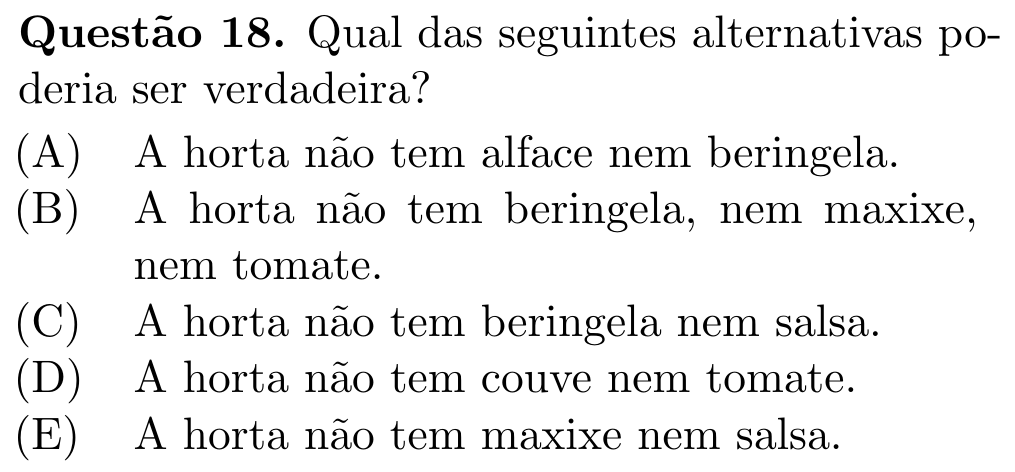 Questão 18. Qual das seguintes alternativas po-
deria ser verdadeira?
(A) A horta não tem alface nem beringela.
(B) A horta não tem beringela, nem maxixe,
nem tomate.
(C) A horta não tem beringela nem salsa.
(D) A horta não tem couve nem tomate.
(E) A horta não tem maxixe nem salsa.